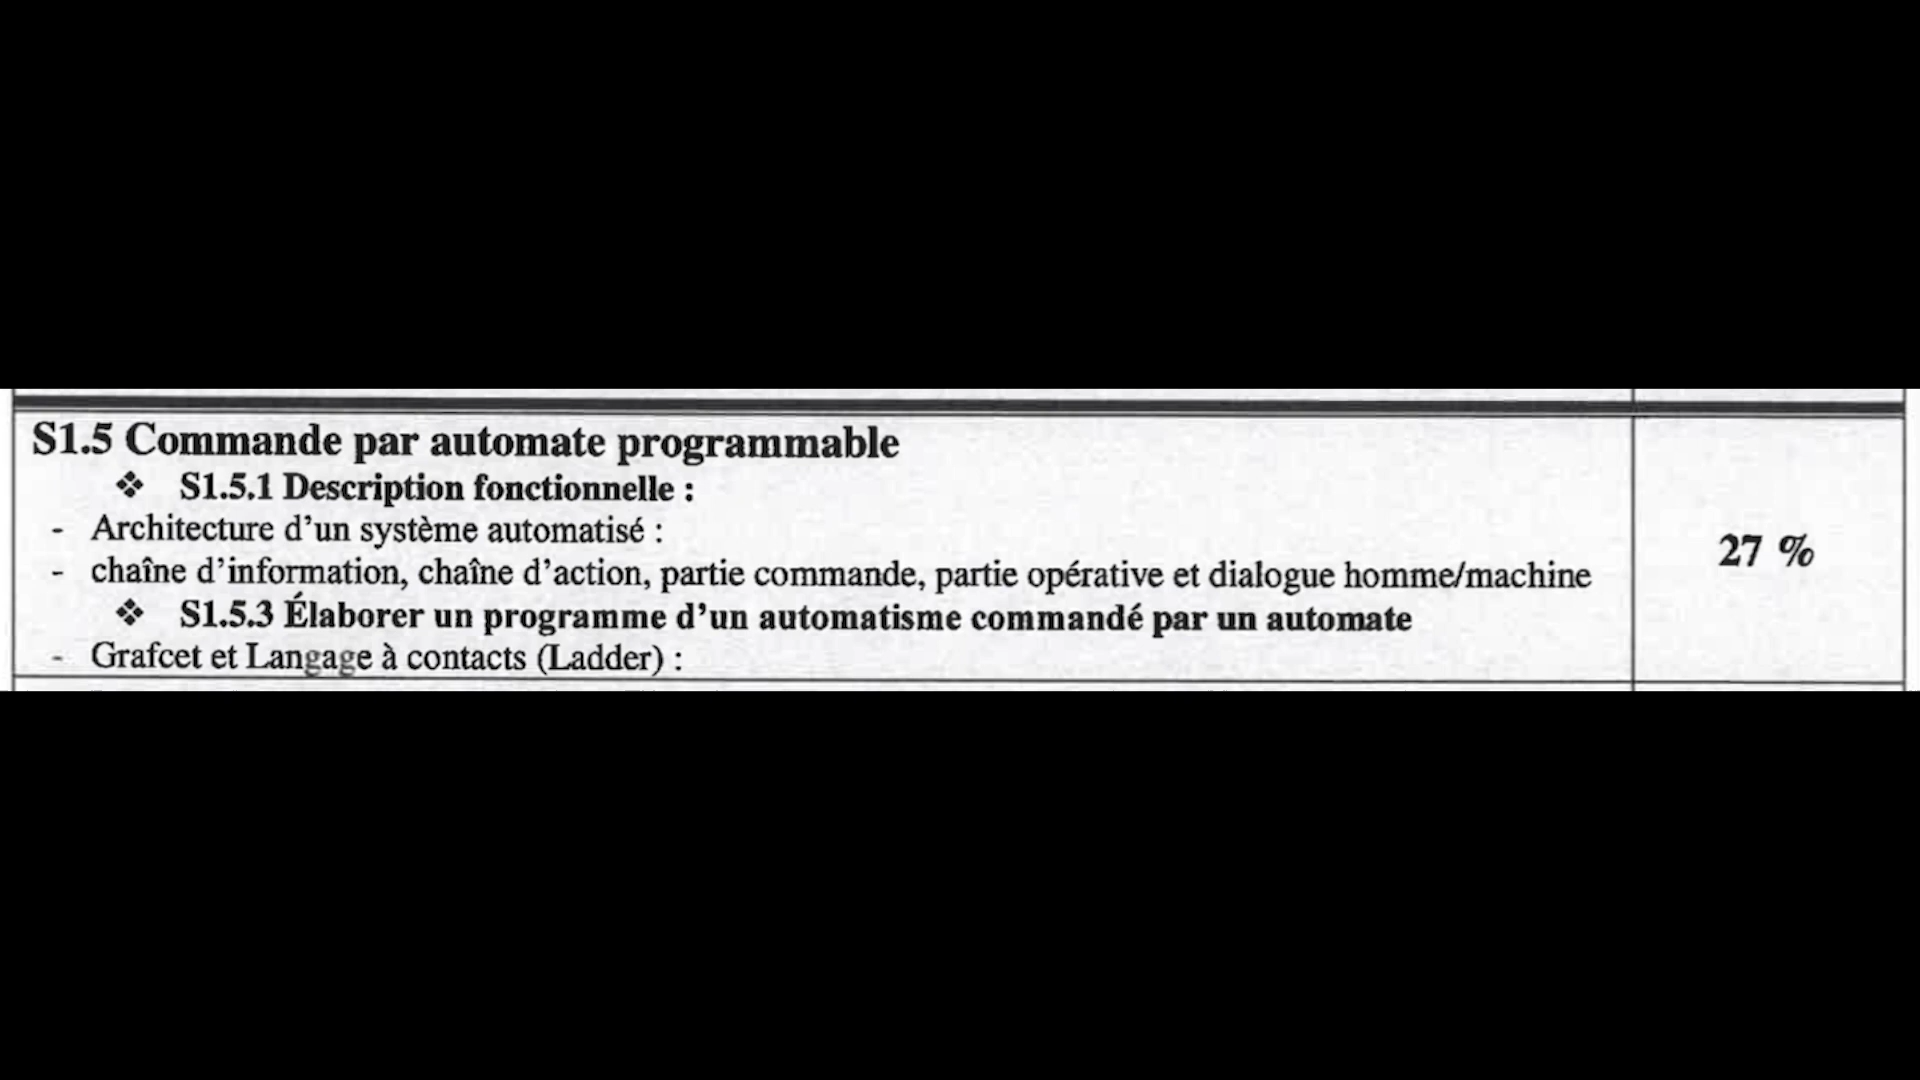 S1.5 Commande par automate programmable
❖ S1.5.1 Description fonctionnelle :
- Architecture d'un système automatisé :
- chaîne d'information, chaîne d'action, partie commande, partie opérative et dialogue homme/machine
❖ S1.5.3 Élaborer un programme d'un automatisme commandé par un automate
- Grafcet et Langage à contacts (Ladder) :
27 %